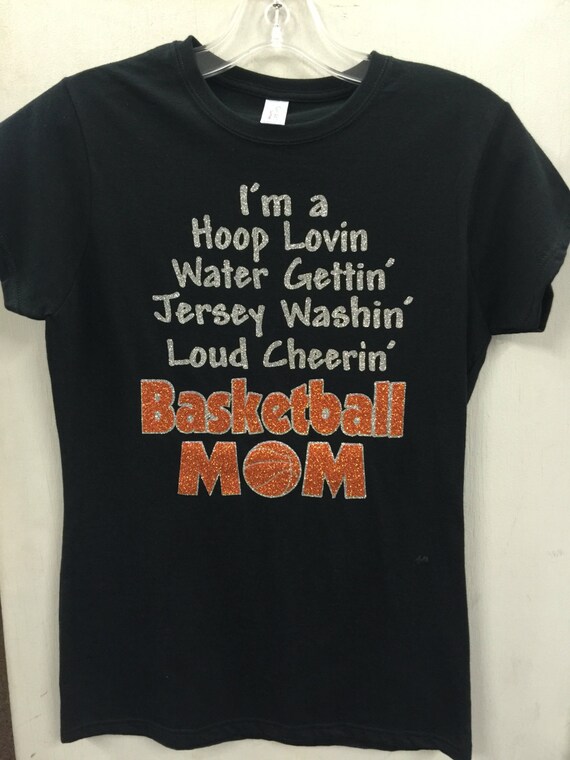 I'm a
Hoop Lovin
Water Gettin'
Jersey Washin'
Loud Cheerin'
Basketball
MOM